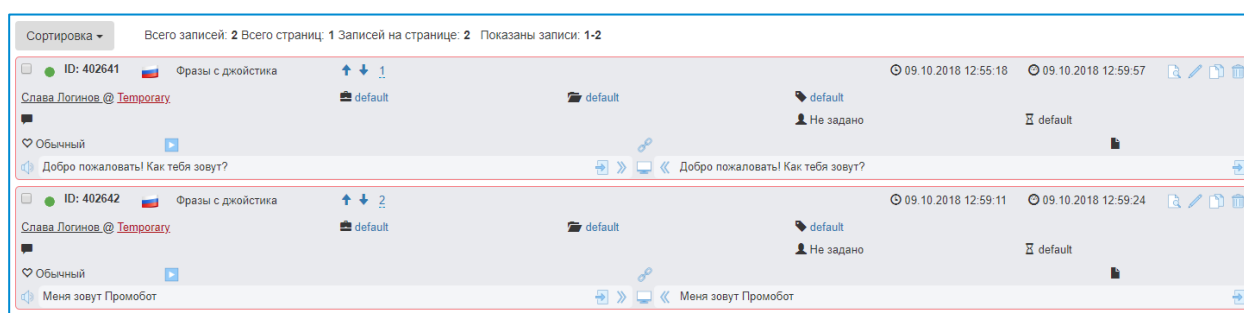 Сортировка Всего записей: 2 Всего страниц: 1 Записей на странице: 2 Показаны записи: 1-2
ID: 402641 Фразы с джойстика 1 09.10.2018 12:55:18 09.10.2018 12:59:57
Слава Логинов @ Temporary default default default
Не задано default
Обычный
Добро пожаловать! Как тебя зовут? Добро пожаловать! Как тебя зовут?
ID: 402642 Фразы с джойстика 2 09.10.2018 12:59:11 09.10.2018 12:59:24
Слава Логинов @ Temporary default default default
Не задано default
Обычный
Меня зовут Промобот Меня зовут Промобот